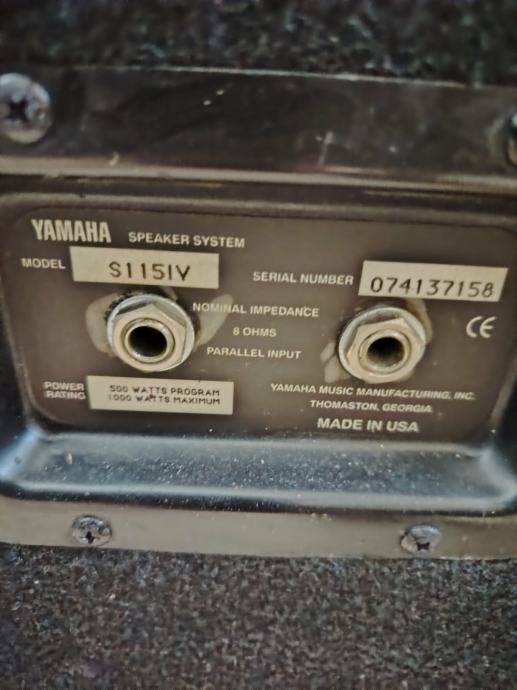 YAMAHA SPEAKER SYSTEM
MODEL S115IV
SERIAL NUMBER 074137158
NOMINAL IMPEDANCE
8 OHMS
PARALLEL INPUT
CE
POWER RATING
500 WATTS PROGRAM
1000 WATTS MAXIMUM
YAMAHA MUSIC MANUFACTURING, INC.
THOMASTON, GEORGIA
MADE IN USA